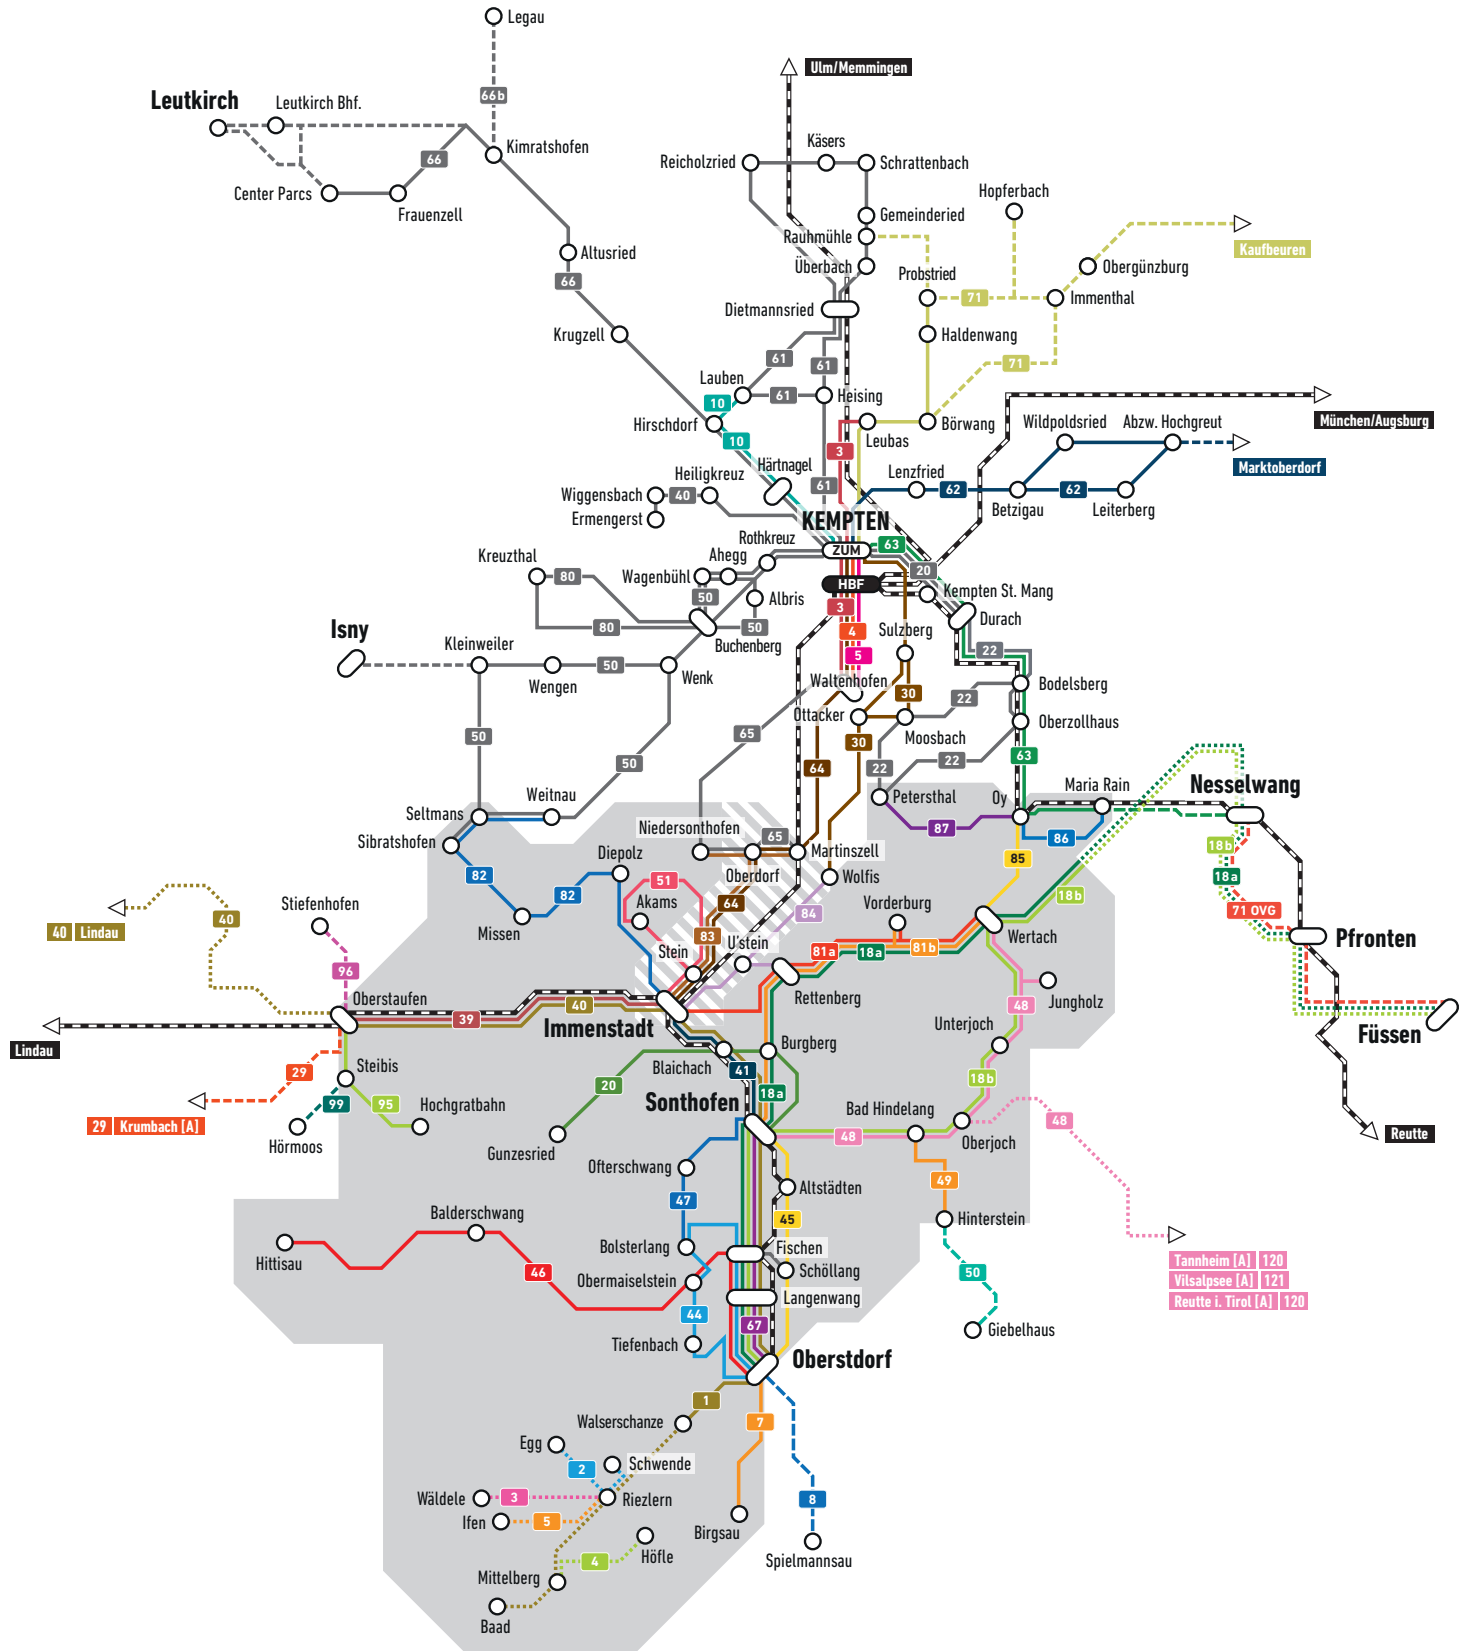 Legau
Ulm/Memmingen
66b
Leutkirch
Leutkirch Bhf.
Kimratshofen
66
Käsers
Reicholzried
Schrattenbach
Center Parcs
Frauenzell
Hopferbach
Gemeinderied
Rauhmühle
Kaufbeuren
Altusried
Überbach
Probstried
Obergünzburg
66
71
Immenthal
Dietmannsried
Krugzell
Haldenwang
61
61
71
Lauben
61
Heising
10
München/Augsburg
Hirschdorf
10
Leubas
Börwang
Wildpoldsried
Abzw. Hochgreut
3
Marktoberdorf
Härtnagel
Heiligkreuz
Lenzfried
Wiggensbach
40
61
62
62
Ermengerst
KEMPTEN
Betzigau
Leiterberg
Rothkreuz
ZUM
63
Kreuzthal
Ahegg
20
80
Wagenbühl
HBF
Kempten St. Mang
50
Albris
3
Durach
80
50
4
Sulzberg
Isny
Kleinweiler
Buchenberg
5
22
50
Wengen
Wenk
Waltenhofen
30
22
Bodelsberg
Ottacker
Moosbach
Oberzollhaus
50
65
30
50
64
22
22
63
Nesselwang
Seltmans
Weitnau
Petersthal
Oy
Maria Rain
Sibratshofen
Niedersonthofen
65
87
86
18b
Diepolz
Oberdorf
Martinszell
85
82
51
Wolfis
18a
82
Akams
64
84
Vorderburg
18b
71 OVG
Stiefenhofen
Missen
83
Wertach
Pfronten
40
40 Lindau
Stein
U'stein
81a
18a
81b
96
Rettenberg
Jungholz
Oberstaufen
40
48
39
Immenstadt
Unterjoch
Füssen
Lindau
Burgberg
Steibis
Blaichach
41
29
20
18a
18b
99
95
Hochgratbahn
Sonthofen
Bad Hindelang
48
29 Krumbach [A]
48
Oberjoch
Reutte
Hörmoos
Gunzesried
Ofterschwang
49
47
Altstädten
Balderschwang
45
Hinterstein
Hittisau
Bolsterlang
Fischen
Tannheim [A] 120
46
Obermaiselstein
Schöllang
50
Vilsalpsee [A] 121
Langenwang
Reutte i. Tirol [A] 120
44
67
Giebelhaus
Tiefenbach
Oberstdorf
1
Walserschanze
7
Egg
2
Schwende
Wäldele
3
Riezlern
8
Ifen
5
Birgsau
Höfle
Spielmannsau
4
Mittelberg
Baad